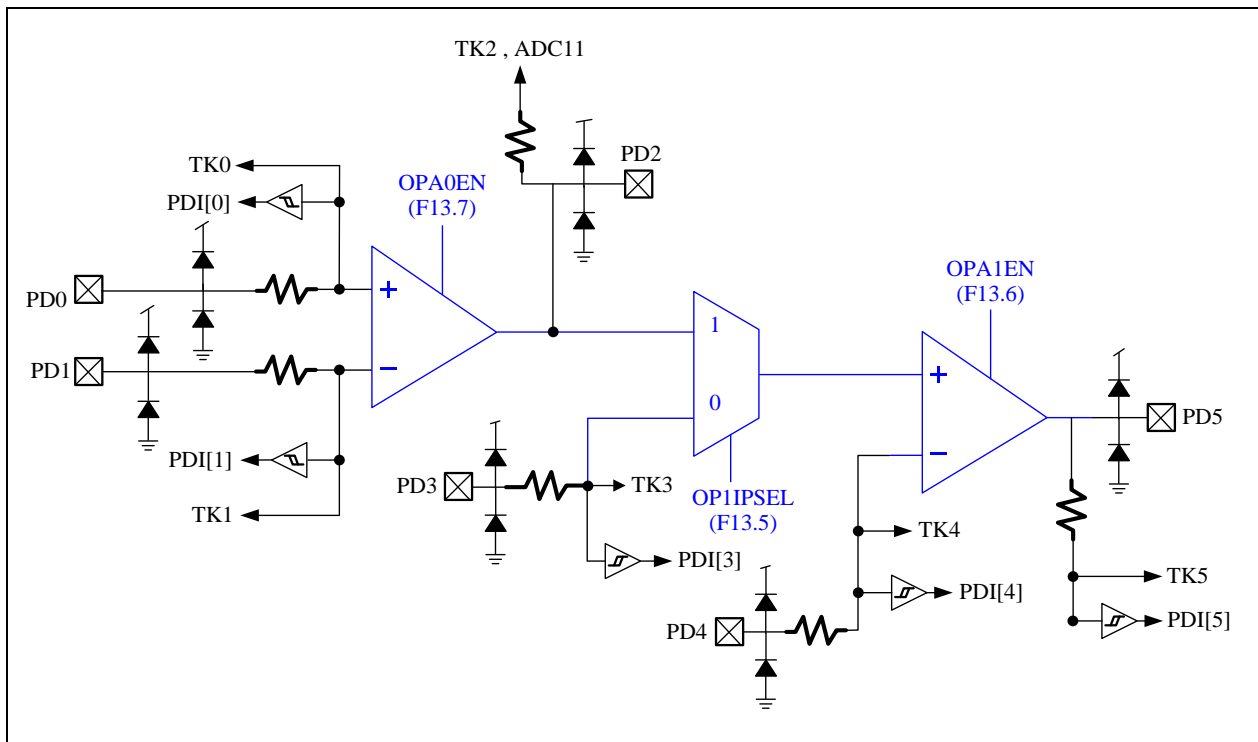 TK2 , ADC11
TK0
PDI[0]
OPA0EN
(F13.7)
PD2
PD0
+
PD1
−
PDI[1]
TK1
1
0
OP1IPSEL
(F13.5)
OPA1EN
(F13.6)
+
−
PD5
PD3
TK3
PDI[3]
TK4
PDI[4]
PD4
TK5
PDI[5]